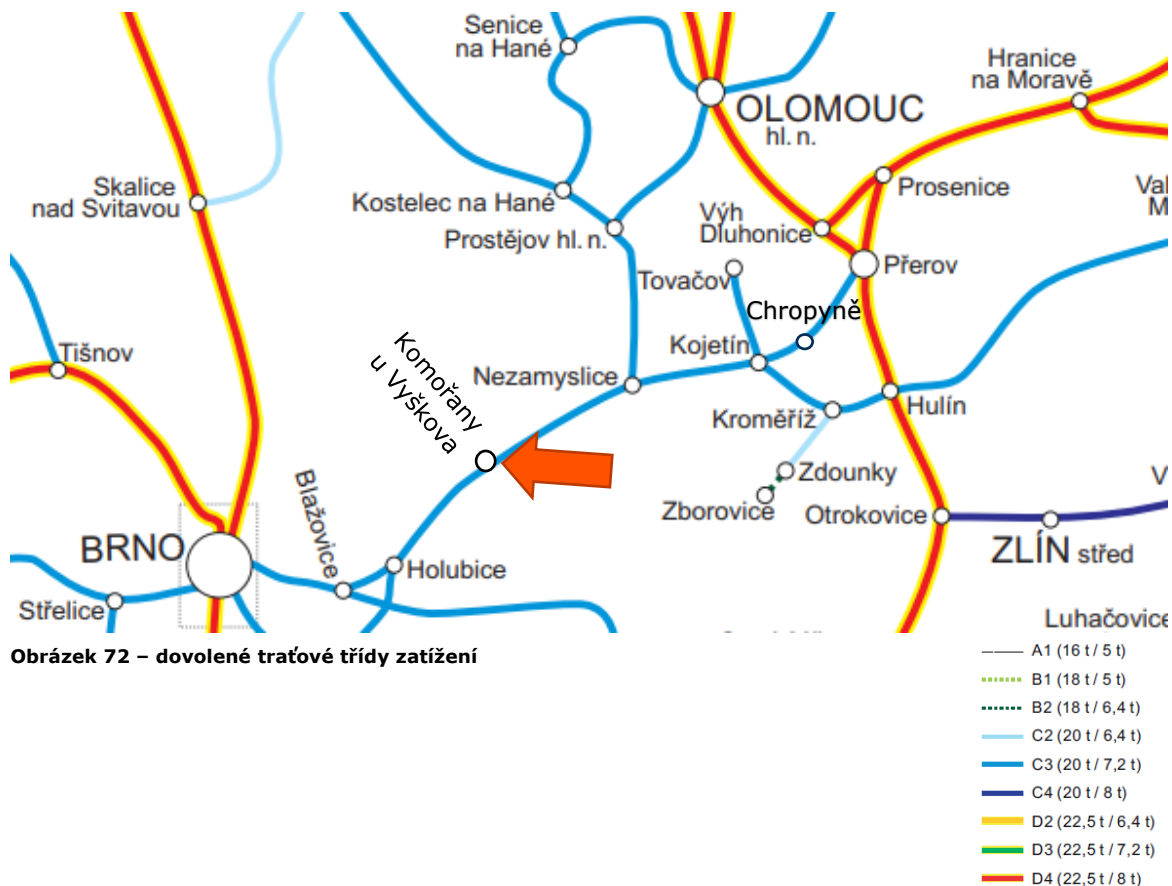 Senice
na Hané
Hranice
na Moravě
OLOMOUC
hl. n.
Skalice
nad Svitavou
Kostelec na Hané
Prosenice
Val
M
Výh
Dluhonice
Prostějov hl. n.
Tovačov
Přerov
Chropyně
Tišnov
Komořany
u Vyškova
Kojetín
Nezamyslice
Kroměříž
Hulín
Blažovice
Zdounky
V
Zborovice
Otrokovice
BRNO
ZLÍN střed
Holubice
Střelice
Luhačovice
Obrázek 72 – dovolené traťové třídy zatížení
A1 (16 t / 5 t)
B1 (18 t / 5 t)
B2 (18 t / 6,4 t)
C2 (20 t / 6,4 t)
C3 (20 t / 7,2 t)
C4 (20 t / 8 t)
D2 (22,5 t / 6,4 t)
D3 (22,5 t / 7,2 t)
D4 (22,5 t / 8 t)